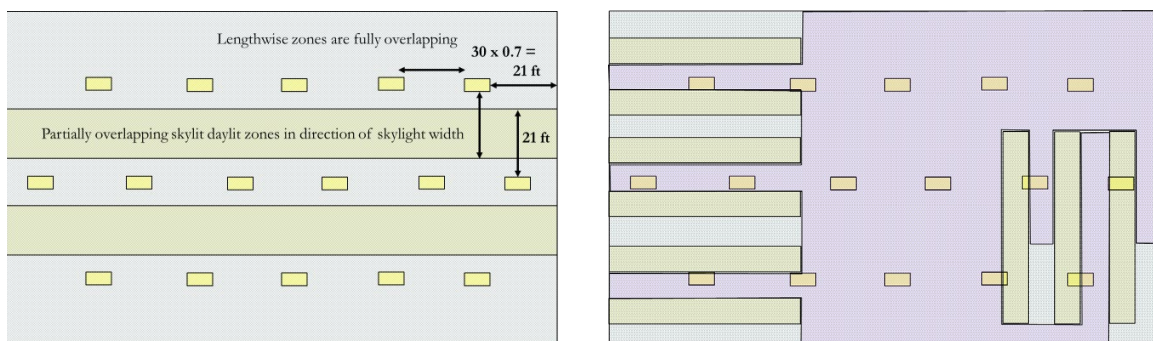 Lengthwise zones are fully overlapping
30 x 0.7 =
21 ft
Partially overlapping skylit daylit zones in direction of skylight width
21 ft